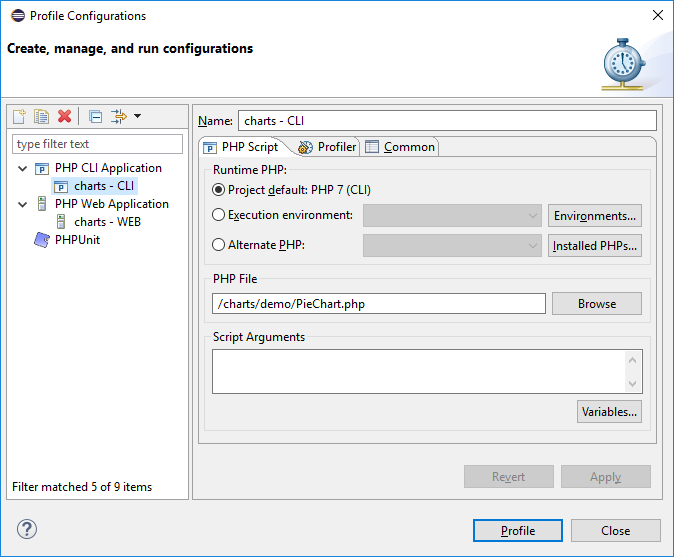 Profile Configurations
Create, manage, and run configurations
type filter text
PHP CLI Application
charts - CLI
PHP Web Application
charts - WEB
PHPUnit
Filter matched 5 of 9 items
Name: charts - CLI
PHP Script Profiler Common
Runtime PHP:
Project default: PHP 7 (CLI)
Execution environment: Environments...
Alternate PHP: Installed PHPs...
PHP File
/charts/demo/PieChart.php Browse
Script Arguments
Variables...
Revert Apply
Profile Close